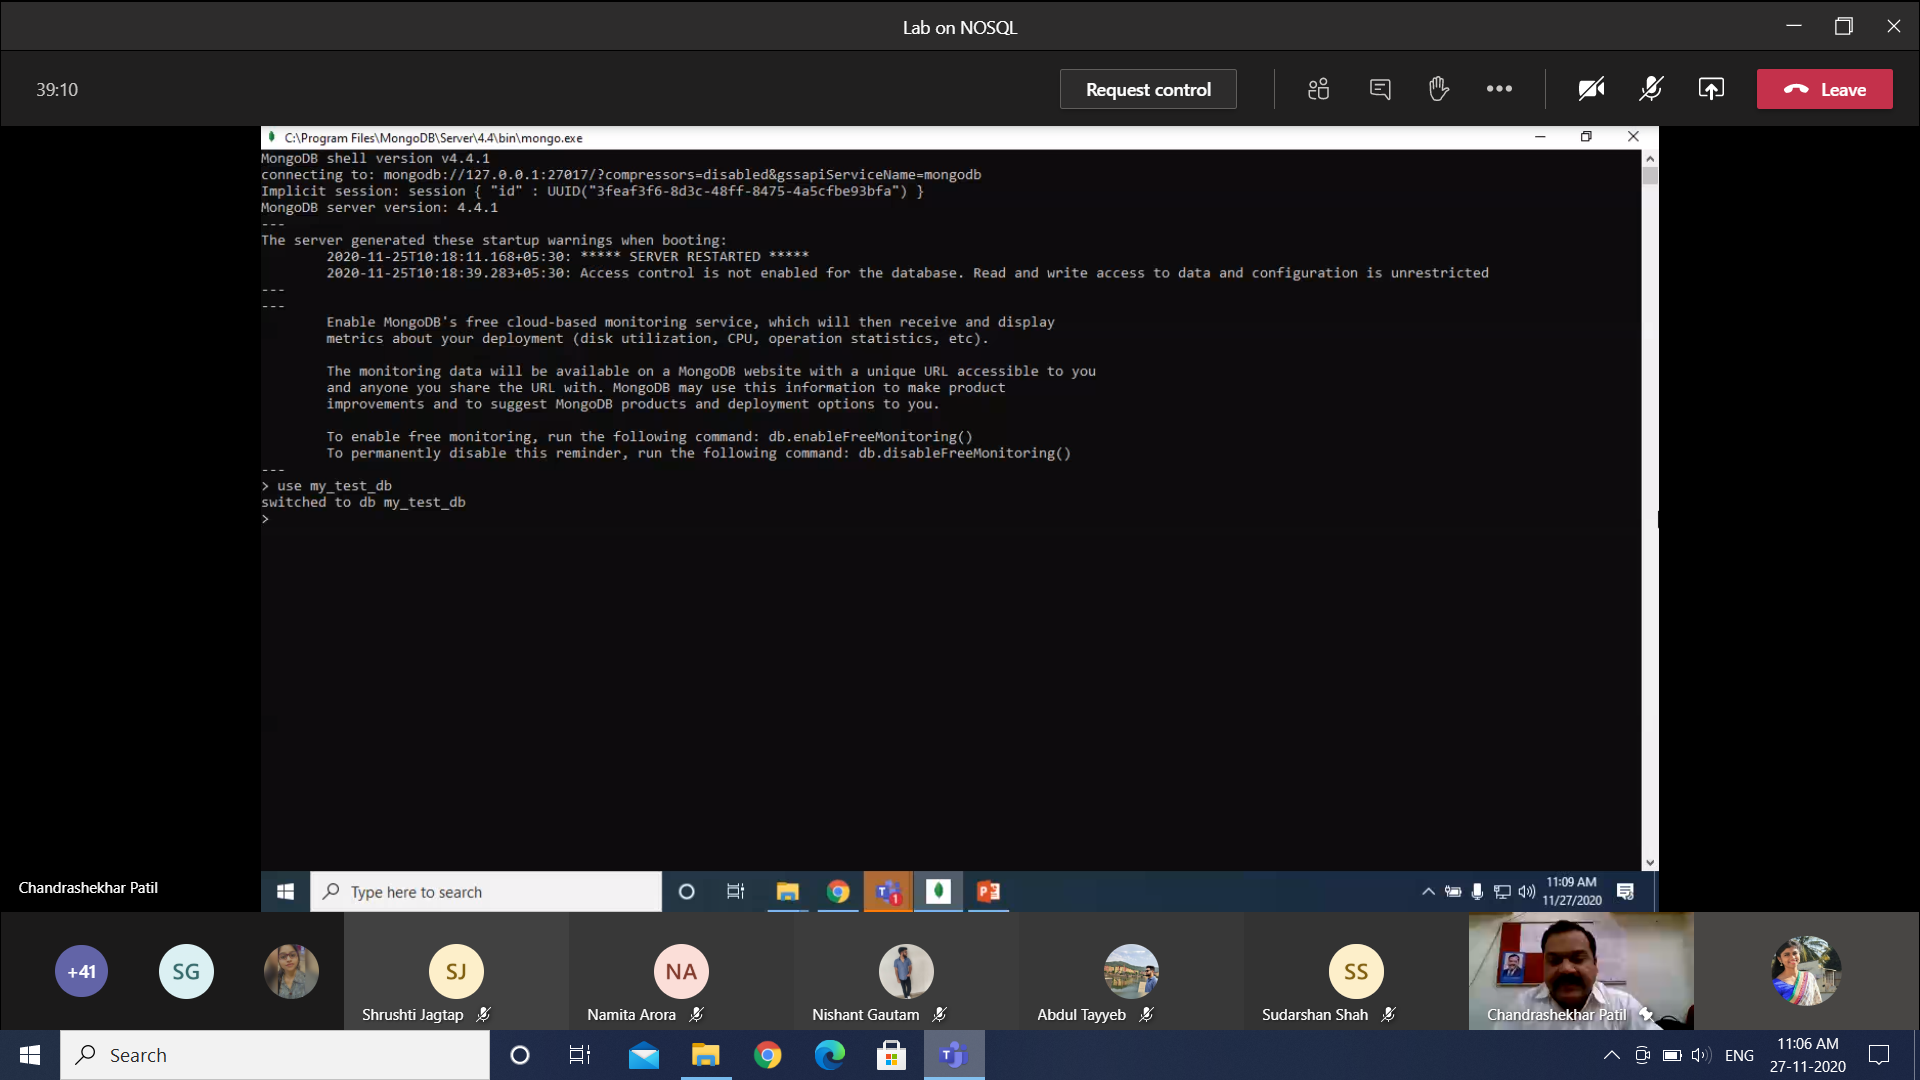 Lab on NOSQL
39:10
Request control
Leave
C:\Program Files\MongoDB\Server\4.4\bin\mongo.exe
MongoDB shell version v4.4.1
connecting to: mongodb://127.0.0.1:27017/?compressors=disabled&gssapiServiceName=mongodb
Implicit session: session { "id" : UUID("3feaf3f6-8d3c-48ff-8475-4a5cfbe93bfa") }
MongoDB server version: 4.4.1
---
The server generated these startup warnings when booting:
2020-11-25T10:18:11.168+05:30: ***** SERVER RESTARTED *****
2020-11-25T10:18:39.283+05:30: Access control is not enabled for the database. Read and write access to data and configuration is unrestricted
---
---
Enable MongoDB's free cloud-based monitoring service, which will then receive and display
metrics about your deployment (disk utilization, CPU, operation statistics, etc).
The monitoring data will be available on a MongoDB website with a unique URL accessible to you
and anyone you share the URL with. MongoDB may use this information to make product
improvements and to suggest MongoDB products and deployment options to you.
To enable free monitoring, run the following command: db.enableFreeMonitoring()
To permanently disable this reminder, run the following command: db.disableFreeMonitoring()
---
> use my_test_db
switched to db my_test_db
>
Chandrashekhar Patil
Type here to search
1
11:09 AM
11/27/2020
+41
SG
SJ
NA
SS
Shrushti Jagtap
Namita Arora
Nishant Gautam
Abdul Tayyeb
Sudarshan Shah
Chandrashekhar Patil
Search
ENG
11:06 AM
27-11-2020